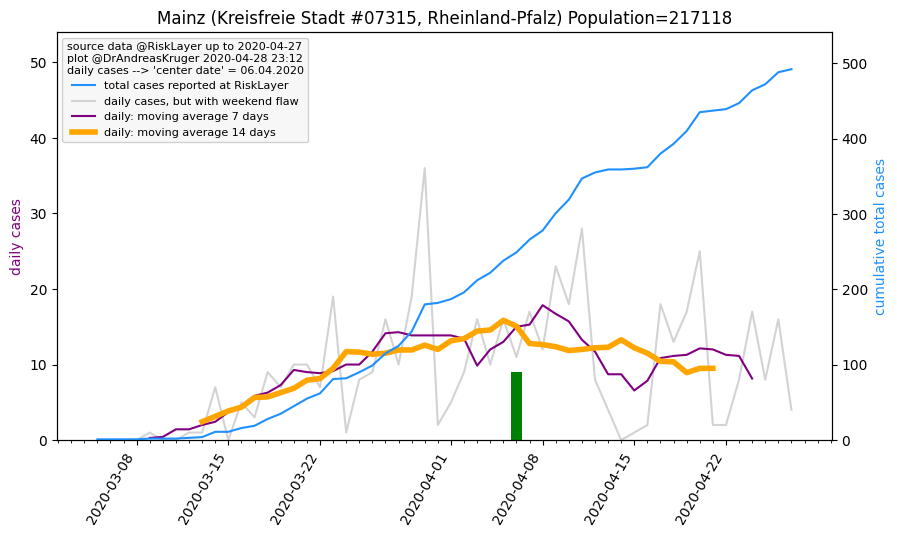 Mainz (Kreisfreie Stadt #07315, Rheinland-Pfalz) Population=217118
source data @RiskLayer up to 2020-04-27
plot @DrAndreasKruger 2020-04-28 23:12
daily cases --> 'center date' = 06.04.2020
total cases reported at RiskLayer
daily cases, but with weekend flaw
daily: moving average 7 days
daily: moving average 14 days
50
40
30
20
10
0
daily cases
500
400
300
200
100
0
cumulative total cases
2020-03-08
2020-03-15
2020-03-22
2020-04-01
2020-04-08
2020-04-15
2020-04-22